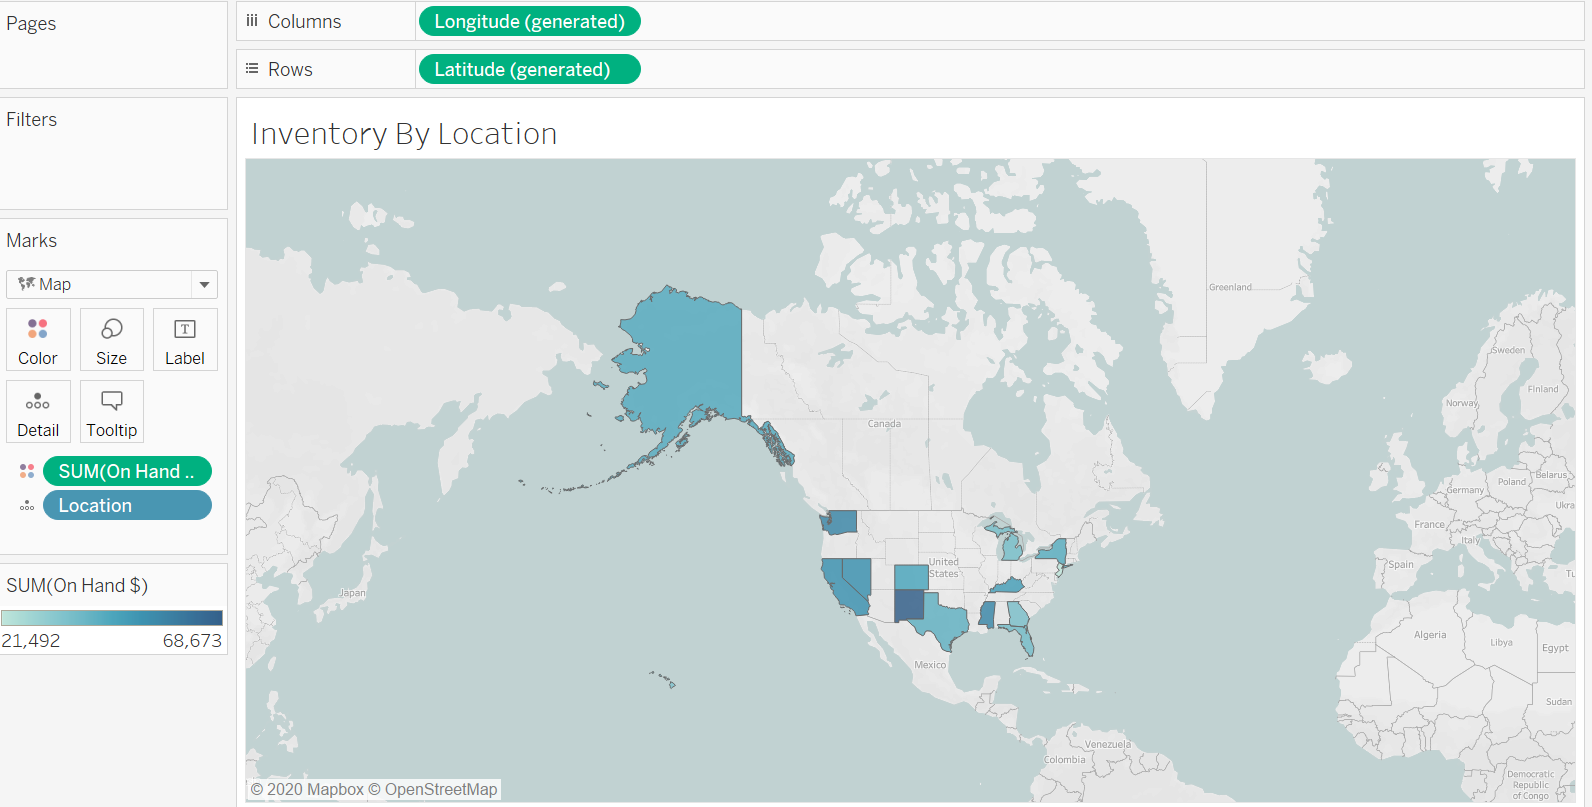 Pages
Columns
Longitude (generated)
Rows
Latitude (generated)
Filters
Marks
Map
Color
Size
Label
Detail
Tooltip
SUM(On Hand ..
Location
SUM(On Hand $)
21,492
68,673
Inventory By Location
Greenland
Sweden
Finland
Norway
Canada
Belarus
Poland
Germany
Ukra
France
Italy
United
States
Spain
Tu
Japan
Algeria
Libya
Egypt
Mexico
Sudan
Venezuela
Colombia
Democratic
Republic
of Congo
© 2020 Mapbox © OpenStreetMap